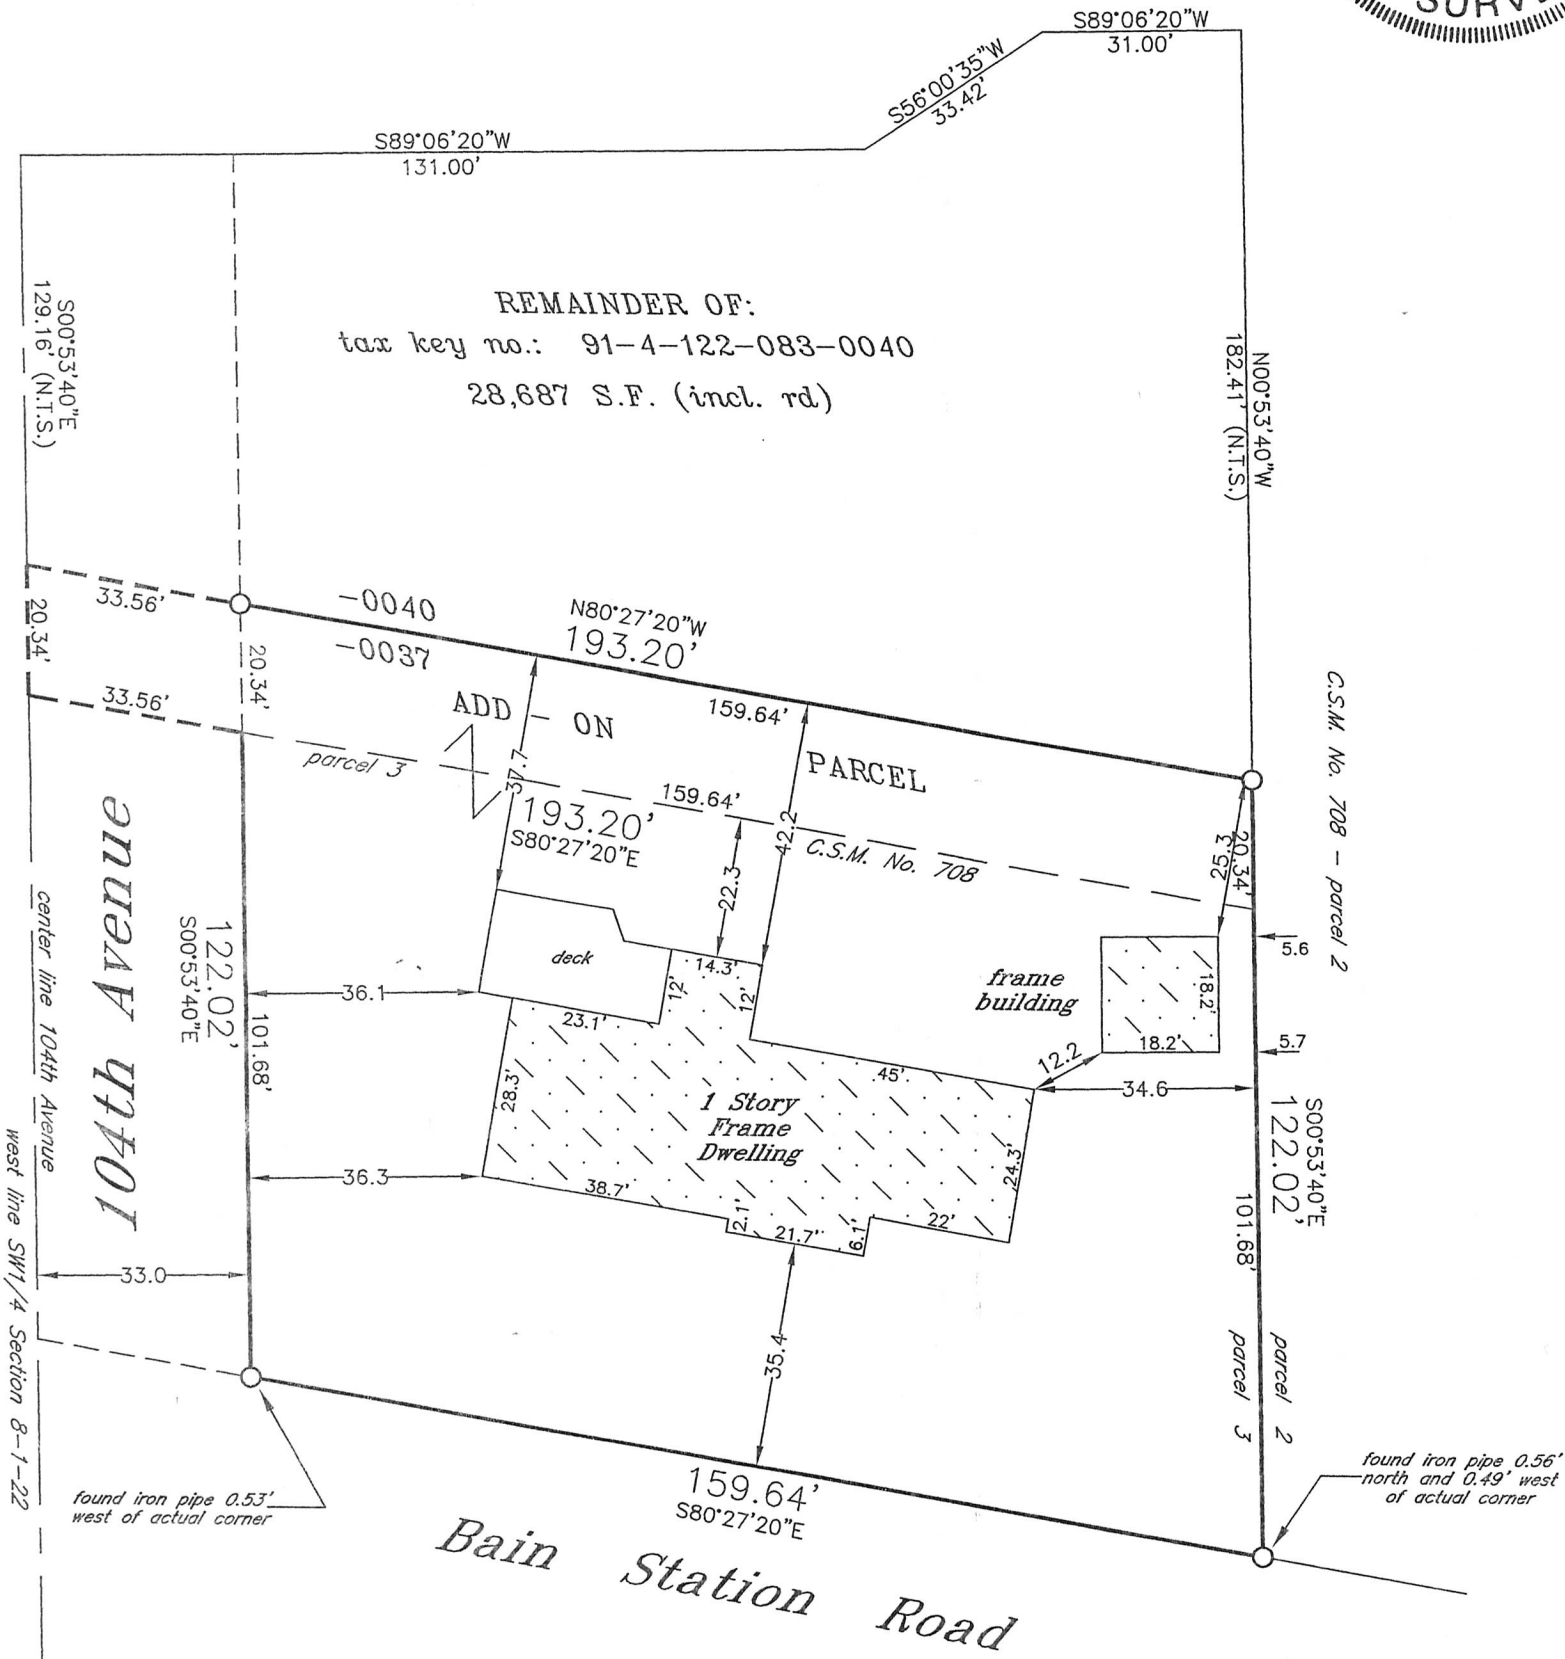 SURV
S89°06'20"W
31.00'
S56°00'35"W
33.42'
S89°06'20"W
131.00'
S00°53'40"E
129.16' (N.T.S.)
REMAINDER OF:
tax key no.: 91-4-122-083-0040
28,687 S.F. (incl. rd)
N00°53'40"W
182.41' (N.T.S.)
33.56'
20.34'
33.56'
20.34'
-0040
-0037
N80°27'20"W
193.20'
159.64'
ADD - ON
PARCEL
parcel 3
37.7
159.64'
193.20'
S80°27'20"E
42.2
22.3
C.S.M. No. 708
C.S.M. No. 708 - parcel 2
25.3
20.34'
5.6
5.7
deck
14.3'
12'
12'
frame
building
18.2'
18.2'
36.1
23.1'
45'
12.2
34.6
28.3'
1 Story
Frame
Dwelling
24.3'
36.3
38.7'
2.1'
21.7'
6.1'
22'
104th Avenue
122.02'
S00°53'40"E
101.68'
S00°53'40"E
122.02'
101.68'
center line 104th Avenue
west line SW1/4 Section 8-1-22
33.0
35.4
parcel 2
parcel 3
found iron pipe 0.53'
west of actual corner
159.64'
S80°27'20"E
found iron pipe 0.56'
north and 0.49' west
of actual corner
Bain Station Road